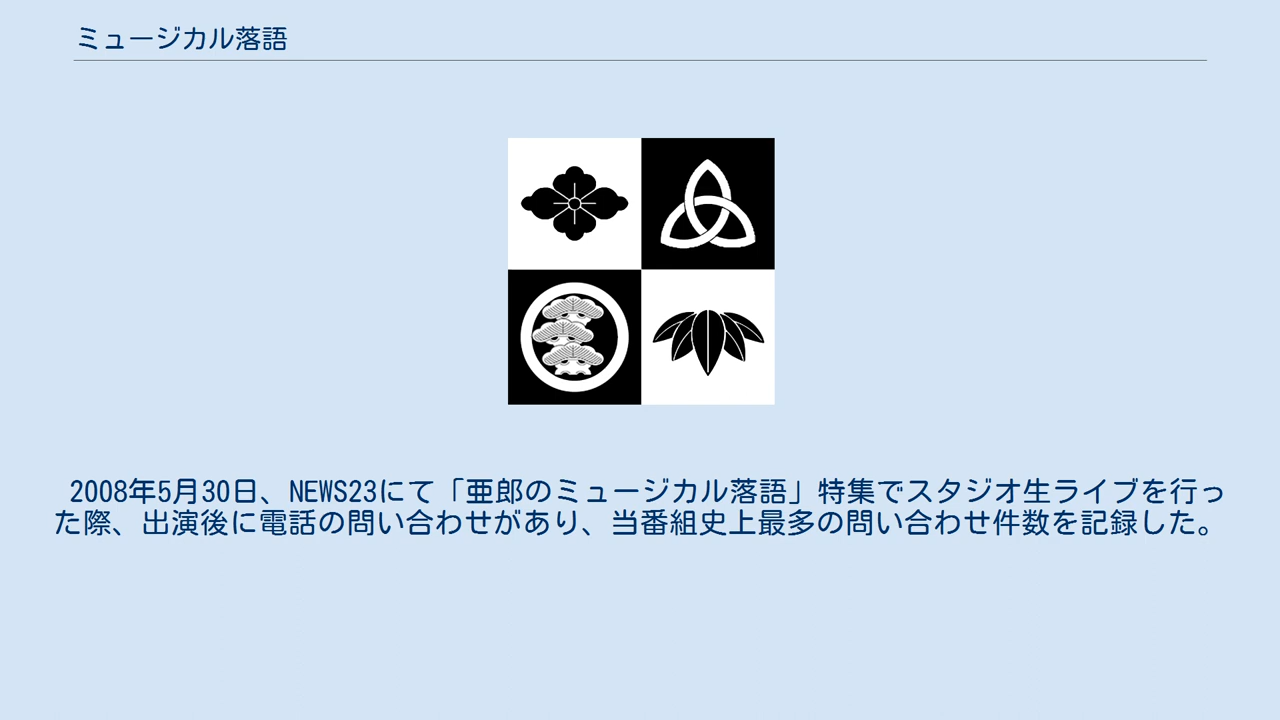 ミュージカル落語
2008年5月30日、NEWS23にて「亜郎のミュージカル落語」特集でスタジオ生ライブを行っ
た際、出演後に電話の問い合わせがあり、当番組史上最多の問い合わせ件数を記録した。